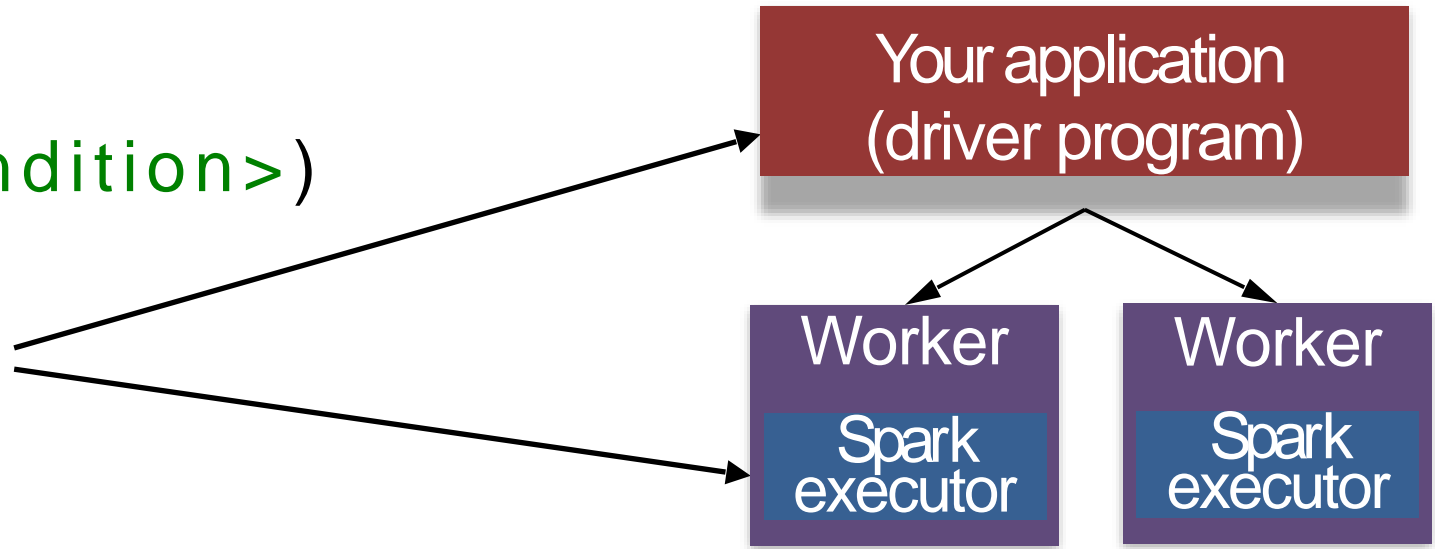 Your application
(driver program)
ndition>)
Worker
Spark
executor
Worker
Spark
executor